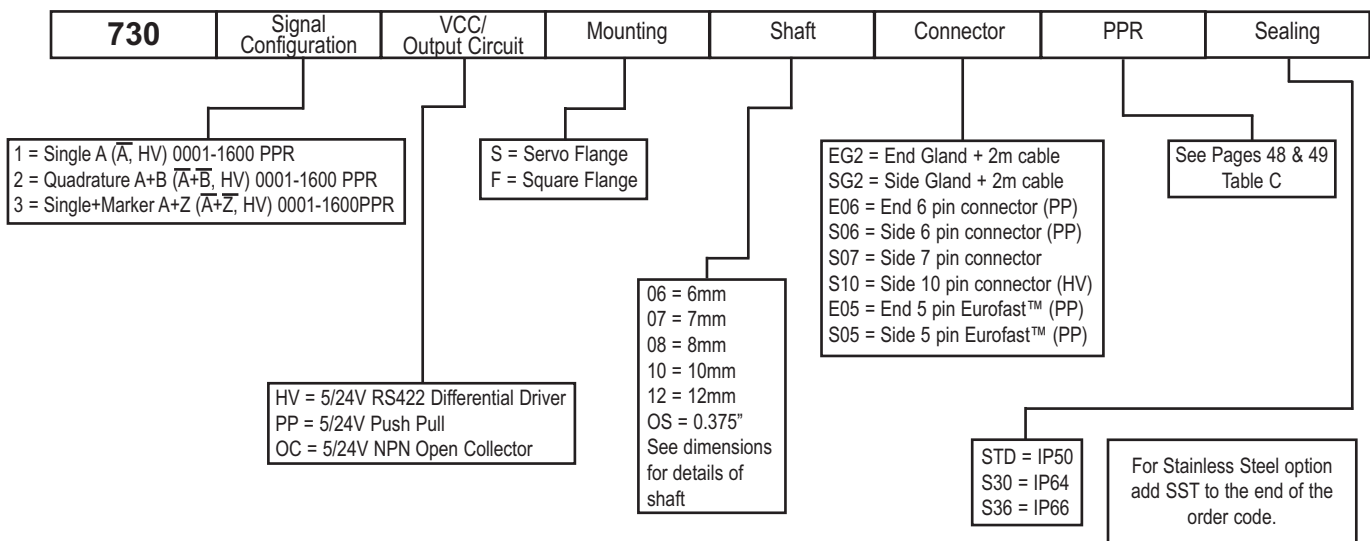 730
Signal
Configuration
VCC/
Output Circuit
Mounting
Shaft
Connector
PPR
Sealing
1 = Single A (A̅, HV) 0001-1600 PPR
2 = Quadrature A+B (A̅+B̅, HV) 0001-1600 PPR
3 = Single+Marker A+Z (A̅+Z̅, HV) 0001-1600PPR
HV = 5/24V RS422 Differential Driver
PP = 5/24V Push Pull
OC = 5/24V NPN Open Collector
S = Servo Flange
F = Square Flange
06 = 6mm
07 = 7mm
08 = 8mm
10 = 10mm
12 = 12mm
OS = 0.375”
See dimensions
for details of
shaft
EG2 = End Gland + 2m cable
SG2 = Side Gland + 2m cable
E06 = End 6 pin connector (PP)
S06 = Side 6 pin connector (PP)
S07 = Side 7 pin connector
S10 = Side 10 pin connector (HV)
E05 = End 5 pin Eurofast™ (PP)
S05 = Side 5 pin Eurofast™ (PP)
See Pages 48 & 49
Table C
STD = IP50
S30 = IP64
S36 = IP66
For Stainless Steel option
add SST to the end of the
order code.